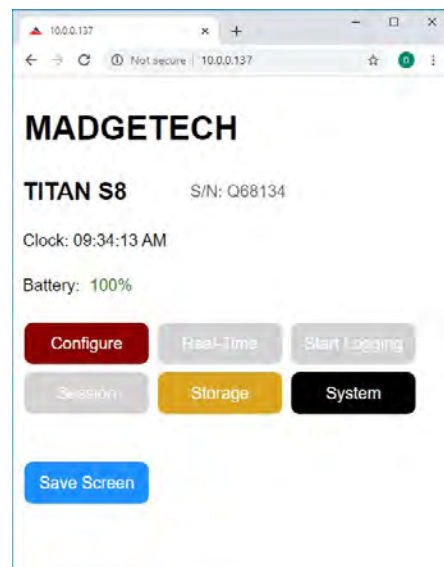 10.0.0.137
Not secure | 10.0.0.137
MADGETECH
TITAN S8 S/N: Q68134
Clock: 09:34:13 AM
Battery: 100%
Configure Real-Time Start Logging
Session Storage System
Save Screen